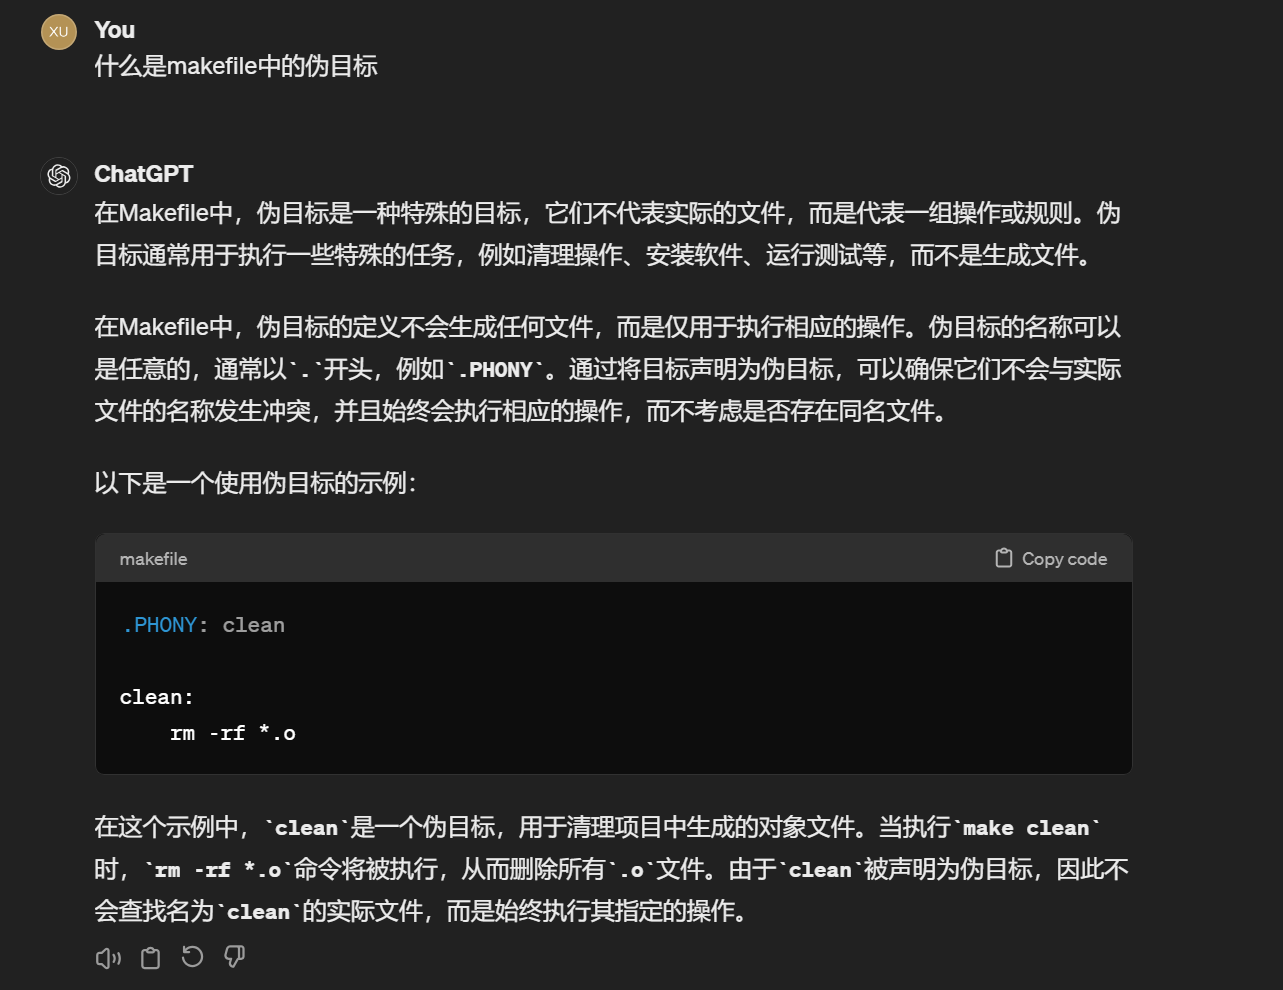 XU
You
什么是makefile中的伪目标
ChatGPT
在Makefile中，伪目标是一种特殊的目标，它们不代表实际的文件，而是代表一组操作或规则。伪
目标通常用于执行一些特殊的任务，例如清理操作、安装软件、运行测试等，而不是生成文件。
在Makefile中，伪目标的定义不会生成任何文件，而是仅用于执行相应的操作。伪目标的名称可以
是任意的，通常以`.`开头，例如`.PHONY`。通过将目标声明为伪目标，可以确保它们不会与实际
文件的名称发生冲突，并且始终会执行相应的操作，而不考虑是否存在同名文件。
以下是一个使用伪目标的示例：
makefile
Copy code
.PHONY: clean
clean:
    rm -rf *.o
在这个示例中，`clean`是一个伪目标，用于清理项目中生成的对象文件。当执行`make clean`
时，`rm -rf *.o`命令将被执行，从而删除所有`.o`文件。由于`clean`被声明为伪目标，因此不
会查找名为`clean`的实际文件，而是始终执行其指定的操作。